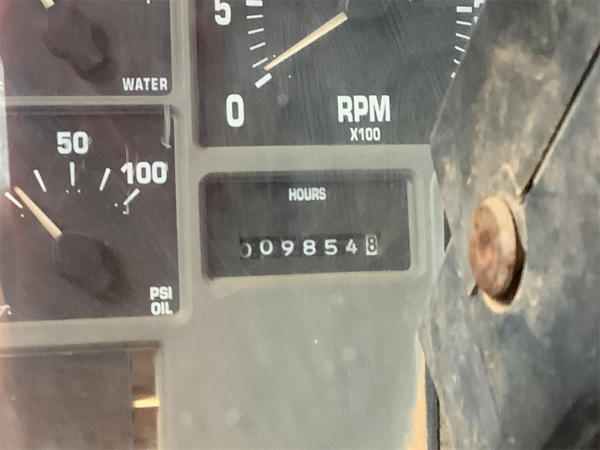 5
0
RPM
X100
WATER
50
100
PSI
OIL
HOURS
009854 8